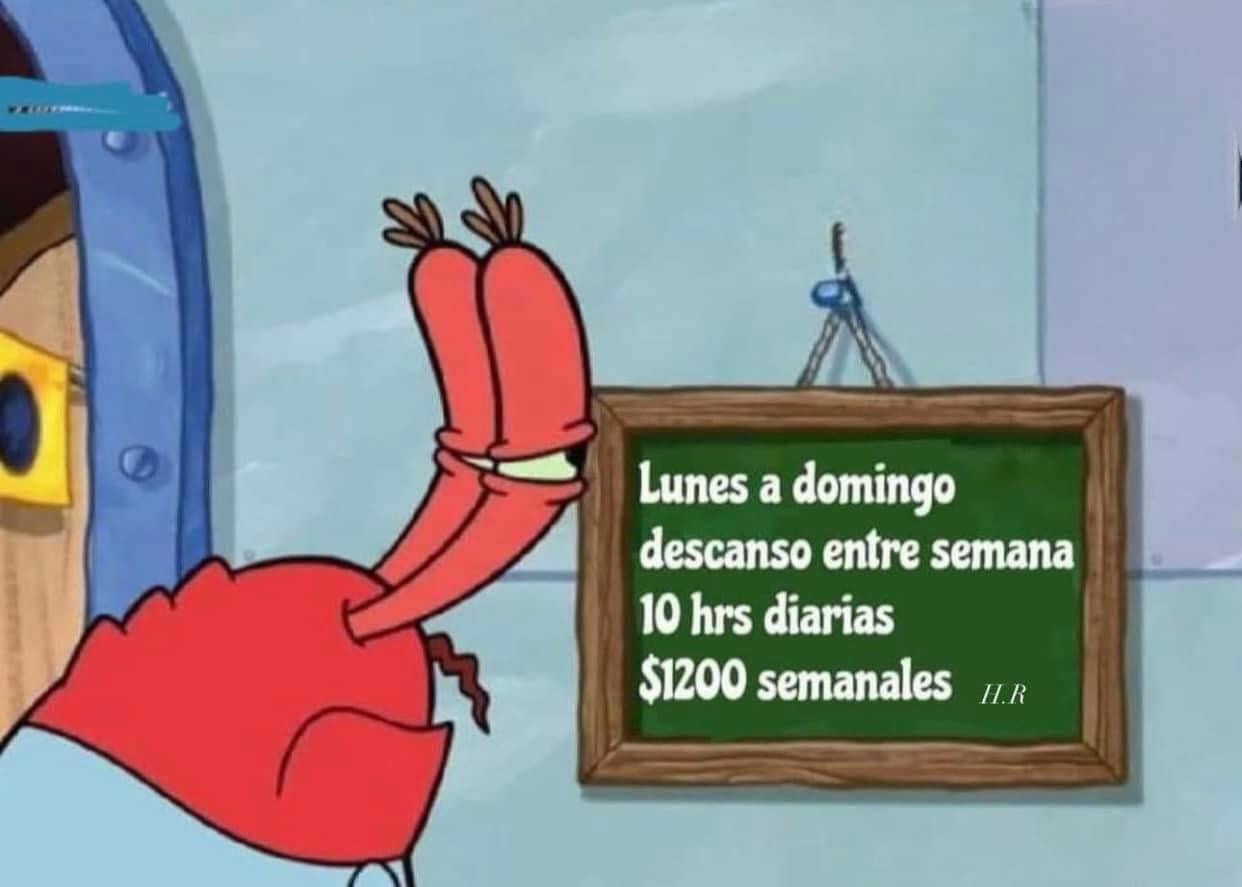 Lunes a domingo
descanso entre semana
10 hrs diarias
$1200 semanales
H.R